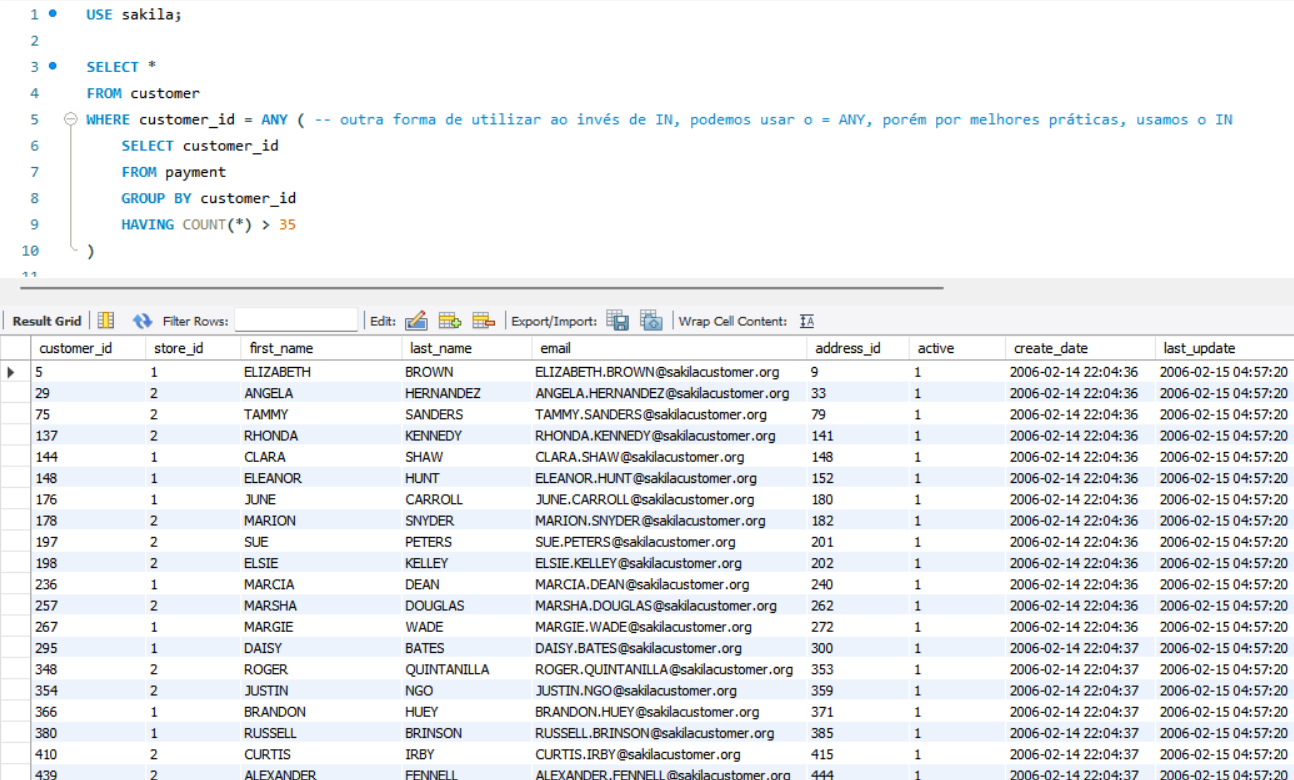 1 USE sakila;
2
3 SELECT *
4 FROM customer
5 WHERE customer_id = ANY ( -- outra forma de utilizar ao invés de IN, podemos usar o = ANY, porém por melhores práticas, usamos o IN
6 SELECT customer_id
7 FROM payment
8 GROUP BY customer_id
9 HAVING COUNT(*) > 35
10 )
11
Result Grid Filter Rows: Edit: Export/Import: Wrap Cell Content: IA
customer_id store_id first_name last_name email address_id active create_date last_update
5 1 ELIZABETH BROWN ELIZABETH.BROWN@sakilacustomer.org 9 1 2006-02-14 22:04:36 2006-02-15 04:57:20
29 2 ANGELA HERNANDEZ ANGELA.HERNANDEZ@sakilacustomer.org 33 1 2006-02-14 22:04:36 2006-02-15 04:57:20
75 2 TAMMY SANDERS TAMMY.SANDERS@sakilacustomer.org 79 1 2006-02-14 22:04:36 2006-02-15 04:57:20
137 2 RHONDA KENNEDY RHONDA.KENNEDY@sakilacustomer.org 141 1 2006-02-14 22:04:36 2006-02-15 04:57:20
144 1 CLARA SHAW CLARA.SHAW@sakilacustomer.org 148 1 2006-02-14 22:04:36 2006-02-15 04:57:20
148 1 ELEANOR HUNT ELEANOR.HUNT@sakilacustomer.org 152 1 2006-02-14 22:04:36 2006-02-15 04:57:20
176 1 JUNE CARROLL JUNE.CARROLL@sakilacustomer.org 180 1 2006-02-14 22:04:36 2006-02-15 04:57:20
178 2 MARION SNYDER MARION.SNYDER@sakilacustomer.org 182 1 2006-02-14 22:04:36 2006-02-15 04:57:20
197 2 SUE PETERS SUE.PETERS@sakilacustomer.org 201 1 2006-02-14 22:04:36 2006-02-15 04:57:20
198 2 ELSIE KELLEY ELSIE.KELLEY@sakilacustomer.org 202 1 2006-02-14 22:04:36 2006-02-15 04:57:20
236 1 MARCIA DEAN MARCIA.DEAN@sakilacustomer.org 240 1 2006-02-14 22:04:36 2006-02-15 04:57:20
257 2 MARSHA DOUGLAS MARSHA.DOUGLAS@sakilacustomer.org 262 1 2006-02-14 22:04:36 2006-02-15 04:57:20
267 1 MARGIE WADE MARGIE.WADE@sakilacustomer.org 272 1 2006-02-14 22:04:36 2006-02-15 04:57:20
295 1 DAISY BATES DAISY.BATES@sakilacustomer.org 300 1 2006-02-14 22:04:37 2006-02-15 04:57:20
348 2 ROGER QUINTANILLA ROGER.QUINTANILLA@sakilacustomer.org 353 1 2006-02-14 22:04:37 2006-02-15 04:57:20
354 2 JUSTIN NGO JUSTIN.NGO@sakilacustomer.org 359 1 2006-02-14 22:04:37 2006-02-15 04:57:20
366 1 BRANDON HUEY BRANDON.HUEY@sakilacustomer.org 371 1 2006-02-14 22:04:37 2006-02-15 04:57:20
380 1 RUSSELL BRINSON RUSSELL.BRINSON@sakilacustomer.org 385 1 2006-02-14 22:04:37 2006-02-15 04:57:20
410 2 CURTIS IRBY CURTIS.IRBY@sakilacustomer.org 415 1 2006-02-14 22:04:37 2006-02-15 04:57:20
439 2 ALEXANDER FENNELL ALEXANDER.FENNELL@sakilacustomer.org 444 1 2006-02-14 22:04:37 2006-02-15 04:57:20